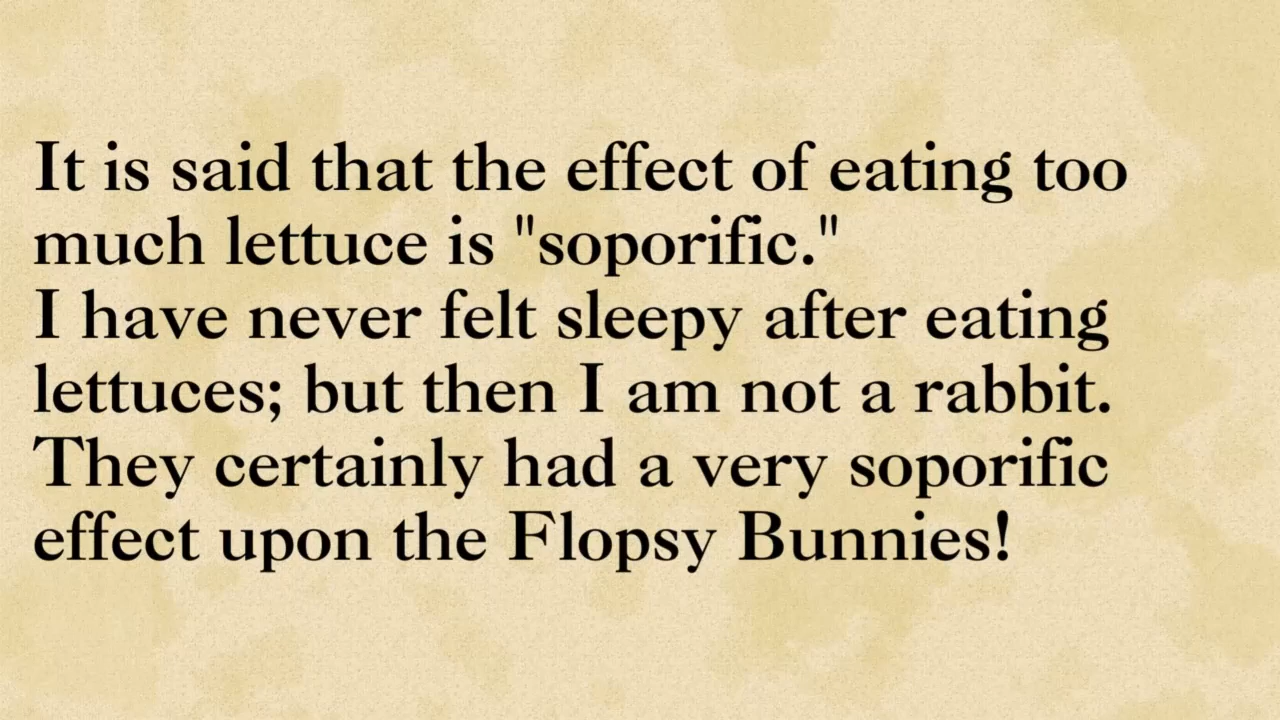 It is said that the effect of eating too
much lettuce is "soporific."
I have never felt sleepy after eating
lettuces; but then I am not a rabbit.
They certainly had a very soporific
effect upon the Flopsy Bunnies!